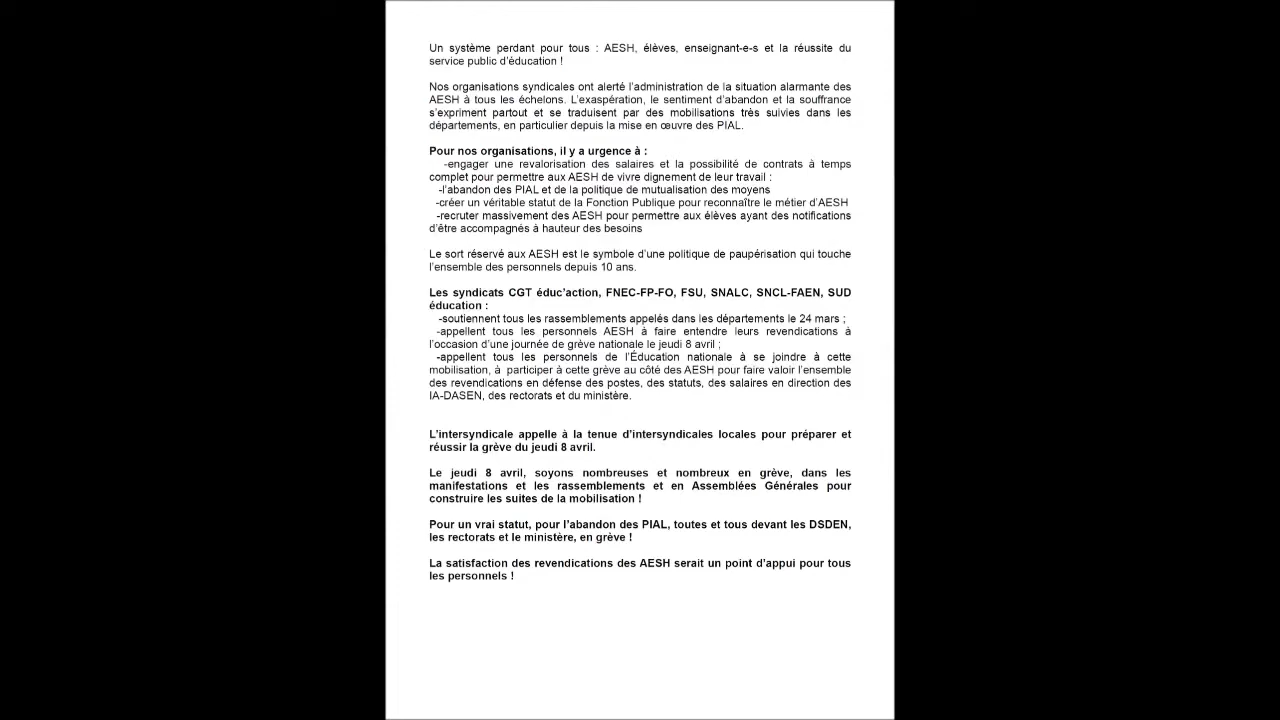 Un système perdant pour tous : AESH, élèves, enseignant-e-s et la réussite du
service public d'éducation !
Nos organisations syndicales ont alerté l'administration de la situation alarmante des
AESH à tous les échelons. L'exaspération, le sentiment d'abandon et la souffrance
s'expriment partout et se traduisent par des mobilisations très suivies dans les
départements, en particulier depuis la mise en œuvre des PIAL.
Pour nos organisations, il y a urgence à :
-engager une revalorisation des salaires et la possibilité de contrats à temps
complet pour permettre aux AESH de vivre dignement de leur travail :
-l'abandon des PIAL et de la politique de mutualisation des moyens
-créer un véritable statut de la Fonction Publique pour reconnaître le métier d'AESH
-recruter massivement des AESH pour permettre aux élèves ayant des notifications
d'être accompagnés à hauteur des besoins
Le sort réservé aux AESH est le symbole d'une politique de paupérisation qui touche
l'ensemble des personnels depuis 10 ans.
Les syndicats CGT éduc'action, FNEC-FP-FO, FSU, SNALC, SNCL-FAEN, SUD
éducation :
-soutiennent tous les rassemblements appelés dans les départements le 24 mars ;
-appellent tous les personnels AESH à faire entendre leurs revendications à
l'occasion d'une journée de grève nationale le jeudi 8 avril ;
-appellent tous les personnels de l'Éducation nationale à se joindre à cette
mobilisation, à participer à cette grève au côté des AESH pour faire valoir l'ensemble
des revendications en défense des postes, des statuts, des salaires en direction des
IA-DASEN, des rectorats et du ministère.
L'intersyndicale appelle à la tenue d'intersyndicales locales pour préparer et
réussir la grève du jeudi 8 avril.
Le jeudi 8 avril, soyons nombreuses et nombreux en grève, dans les
manifestations et les rassemblements et en Assemblées Générales pour
construire les suites de la mobilisation !
Pour un vrai statut, pour l'abandon des PIAL, toutes et tous devant les DSDEN,
les rectorats et le ministère, en grève !
La satisfaction des revendications des AESH serait un point d'appui pour tous
les personnels !